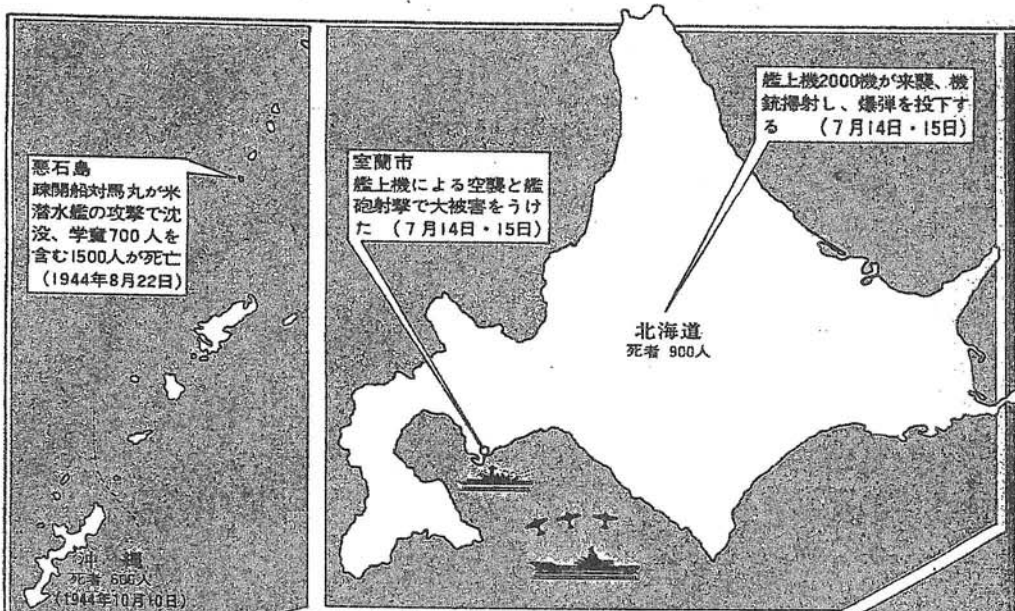 悪石島
疎開船対馬丸が米
潜水艦の攻撃で沈
没、学童700人を
含む1500人が死亡
(1944年8月22日)
室蘭市
艦上機による空襲と艦
砲射撃で大被害をうけ
た (7月14日・15日)
艦上機2000機が来襲、機
銃掃射し、爆弾を投下す
る (7月14日・15日)
北海道
死者 900人
沖縄
死者 600人
(1944年10月10日)